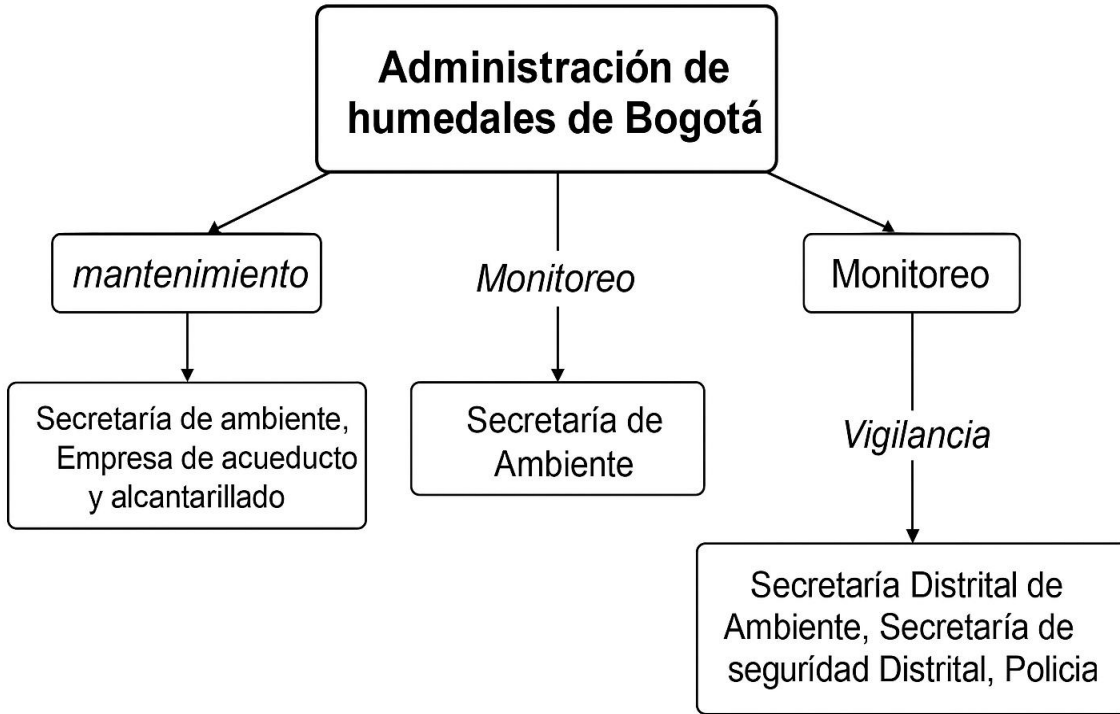 Administración de
humedales de Bogotá
mantenimiento
Monitoreo
Monitoreo
Secretaría de ambiente,
Empresa de acueducto
y alcantarillado
Secretaría de
Ambiente
Vigilancia
Secretaría Distrital de
Ambiente, Secretaría de
segurídad Distrital, Policia